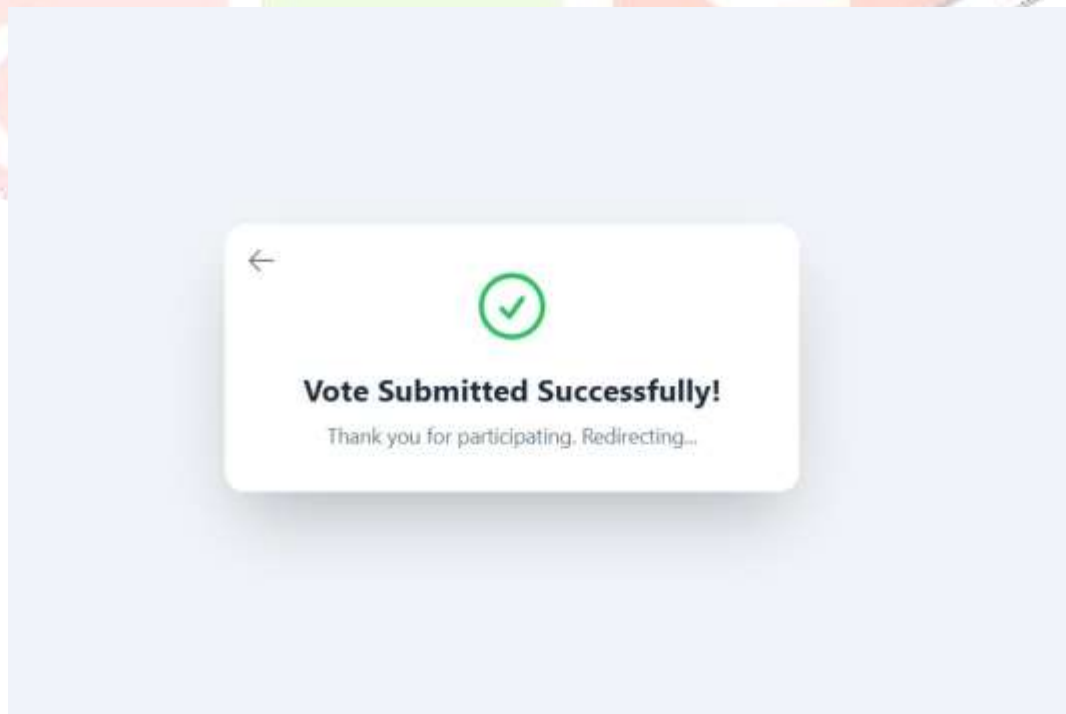 Vote Submitted Successfully!
Thank you for participating. Redirecting...